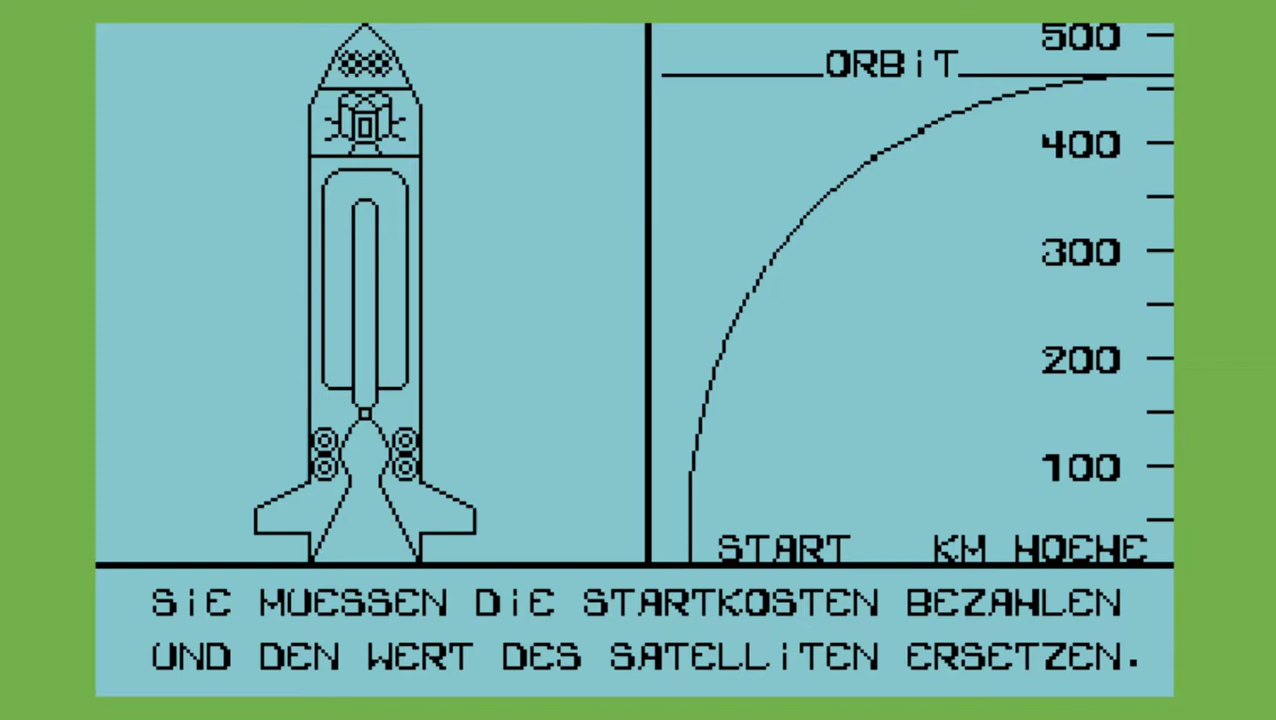 500
ORBiT
400
300
200
100
START KM HOEHE
SiE MUESSEN DiE STARTKOSTEN BEZAHLEN
UND DEN WERT DES SATELLiTEN ERSETZEN.